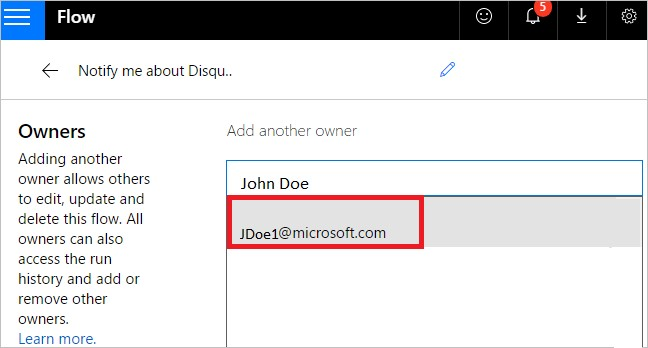 Flow
5
Notify me about Disqu..
Owners
Adding another
owner allows others
to edit, update and
delete this flow. All
owners can also
access the run
history and add or
remove other
owners.
Learn more.
Add another owner
John Doe
JDoe1@microsoft.com